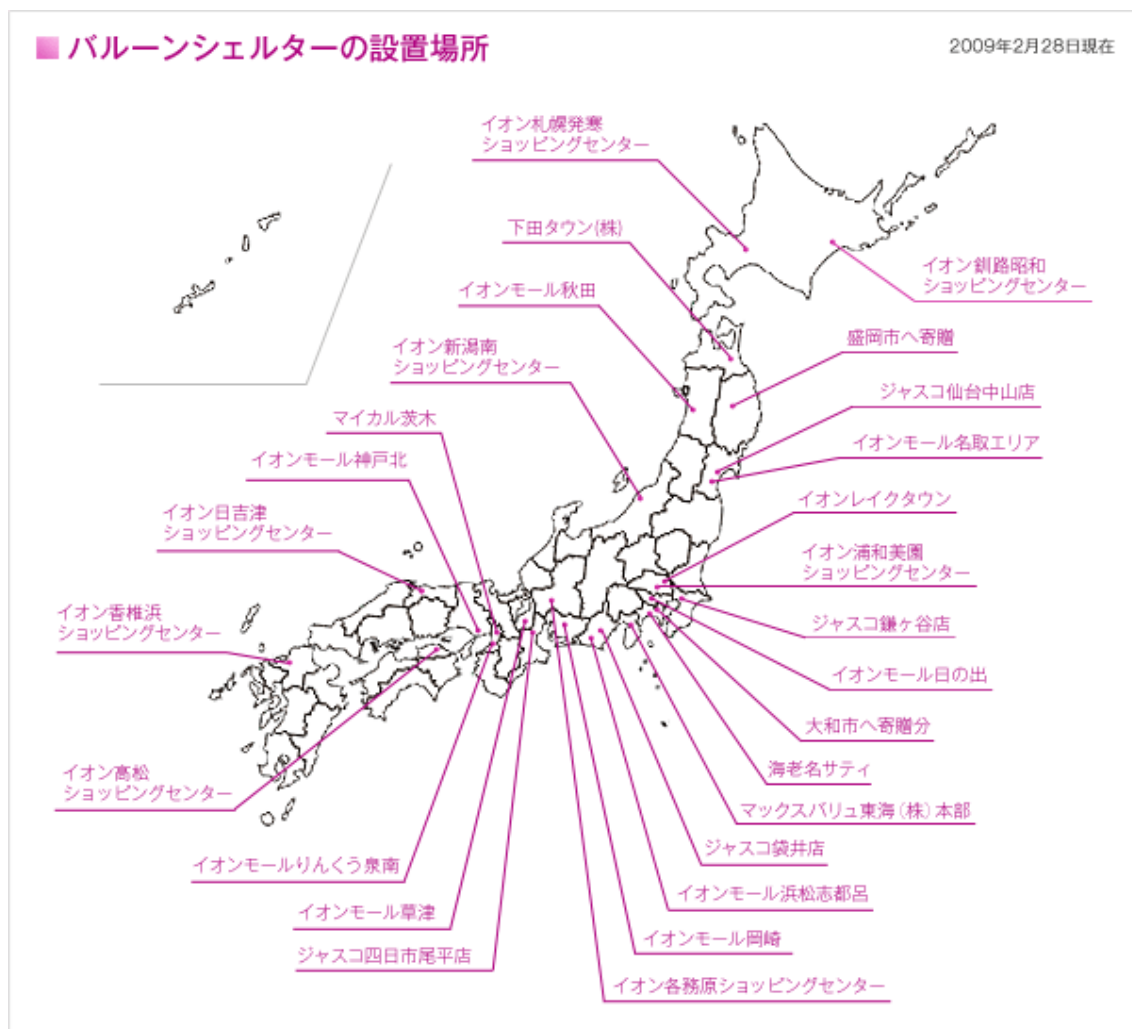 バルーンシェルターの設置場所
2009年2月28日現在
イオン札幌発寒
ショッピングセンター
下田タウン(株)
イオンモール秋田
イオン新潟南
ショッピングセンター
マイカル茨木
イオンモール神戸北
イオン日吉津
ショッピングセンター
イオン香椎浜
ショッピングセンター
イオン高松
ショッピングセンター
イオンモールりんくう泉南
イオンモール草津
ジャスコ四日市尾平店
イオン釧路昭和
ショッピングセンター
盛岡市へ寄贈
ジャスコ仙台中山店
イオンモール名取エリア
イオンレイクタウン
イオン浦和美園
ショッピングセンター
ジャスコ鎌ヶ谷店
イオンモール日の出
大和市へ寄贈分
海老名サティ
マックスバリュ東海(株)本部
ジャスコ袋井店
イオンモール浜松志都呂
イオンモール岡崎
イオン各務原ショッピングセンター